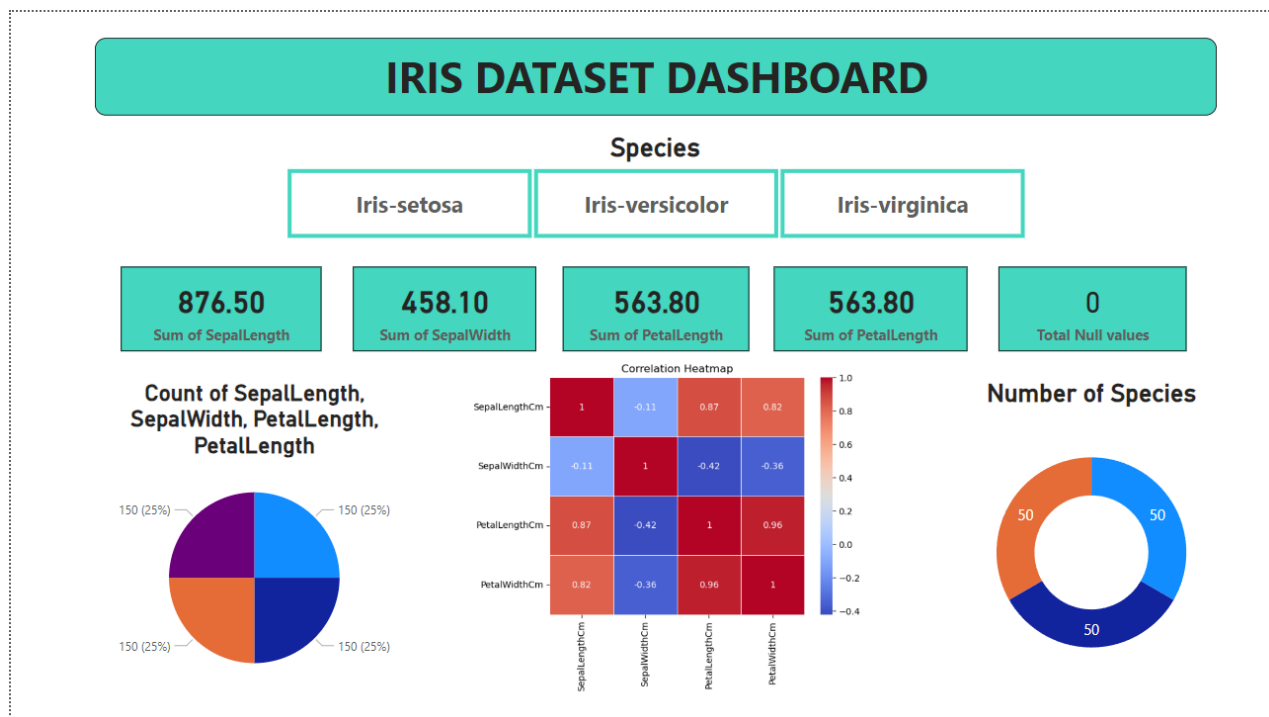 IRIS DATASET DASHBOARD
Species
Iris-setosa
Iris-versicolor
Iris-virginica
876.50
Sum of SepalLength
458.10
Sum of SepalWidth
563.80
Sum of PetalLength
563.80
Sum of PetalLength
0
Total Null values
Count of SepalLength,
SepalWidth, PetalLength,
PetalLength
150 (25%)
150 (25%)
150 (25%)
150 (25%)
Correlation Heatmap
SepalLengthCm
1
-0.11
0.87
0.82
SepalWidthCm
-0.11
1
-0.42
-0.36
PetalLengthCm
0.87
-0.42
1
0.96
PetalWidthCm
0.82
-0.36
0.96
1
SepalLengthCm
SepalWidthCm
PetalLengthCm
PetalWidthCm
1.0
0.8
0.6
0.4
0.2
0.0
−0.2
−0.4
Number of Species
50
50
50